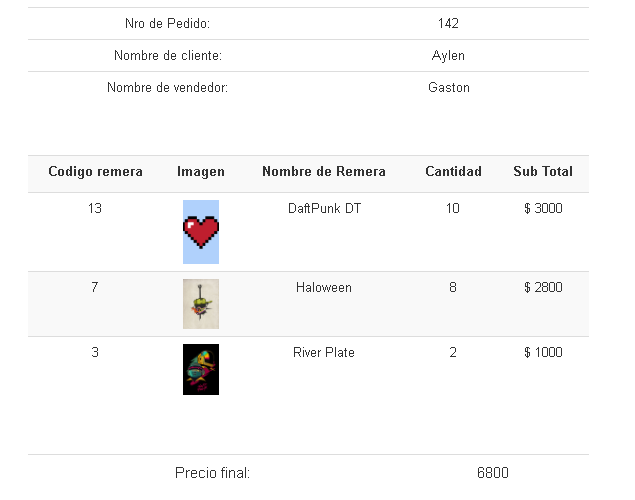 Nro de Pedido: 142
Nombre de cliente: Aylen
Nombre de vendedor: Gaston
Codigo remera Imagen Nombre de Remera Cantidad Sub Total
13 DaftPunk DT 10 $ 3000
7 Haloween 8 $ 2800
3 River Plate 2 $ 1000
Precio final: 6800